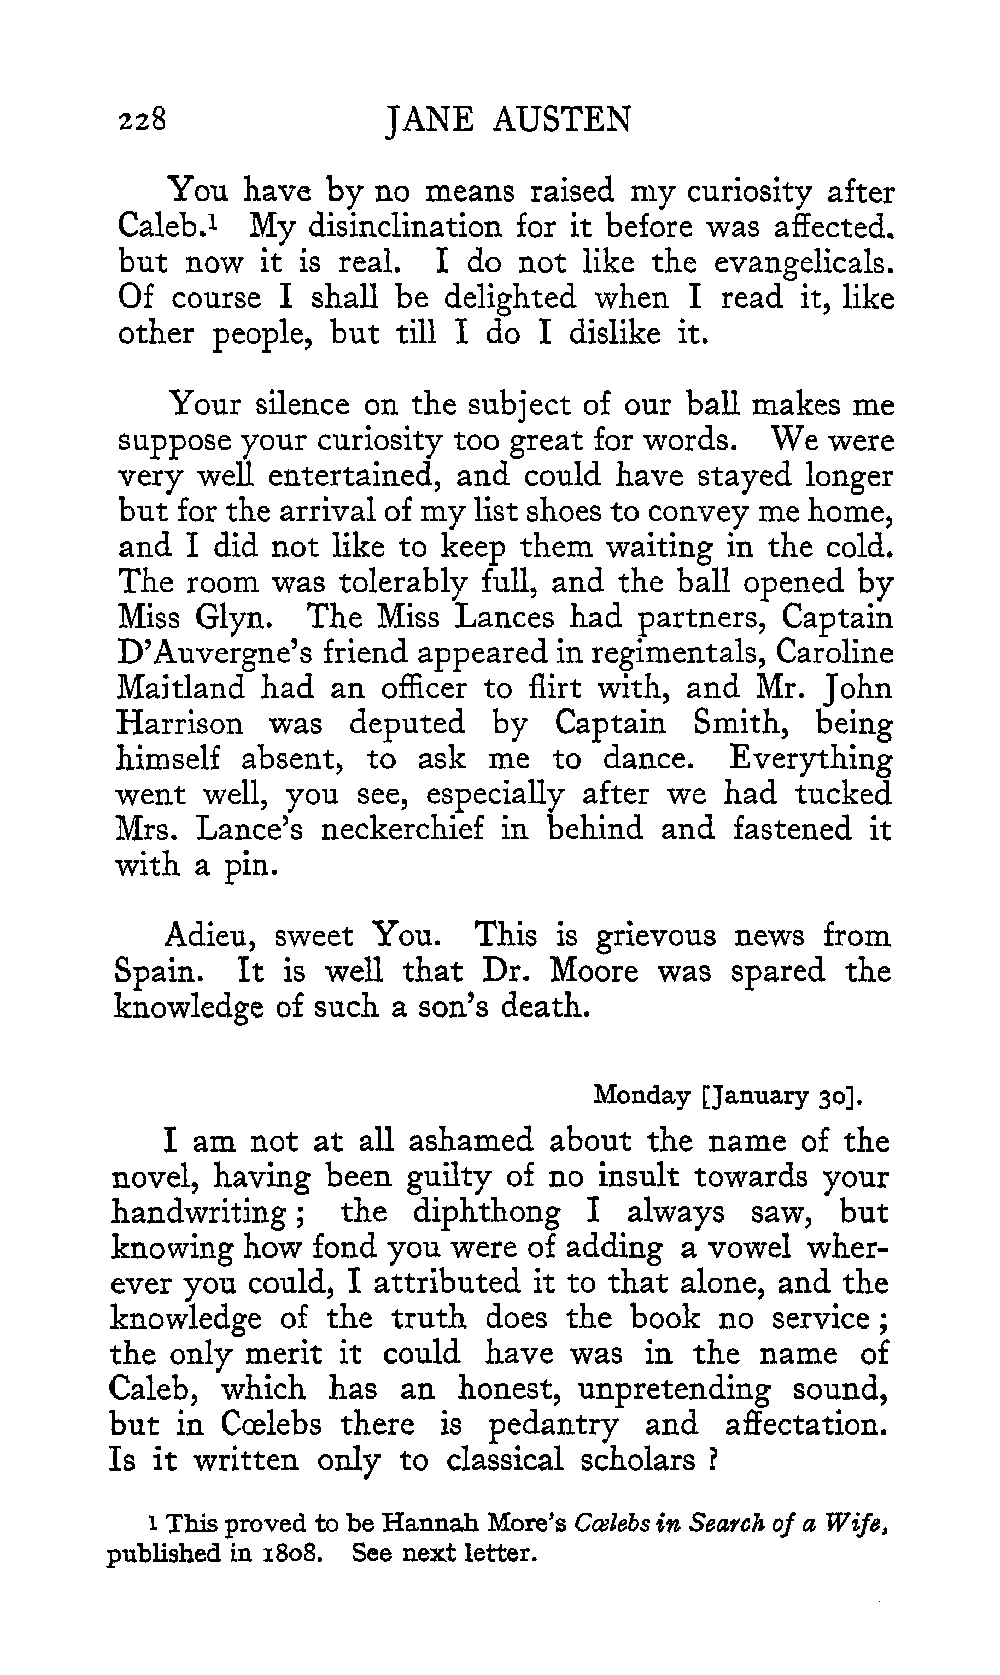 228 JANE AUSTEN
You have by no means raised my curiosity after
Caleb.¹ My disinclination for it before was affected.
but now it is real. I do not like the evangelicals.
Of course I shall be delighted when I read it, like
other people, but till I do I dislike it.
Your silence on the subject of our ball makes me
suppose your curiosity too great for words. We were
very well entertained, and could have stayed longer
but for the arrival of my list shoes to convey me home,
and I did not like to keep them waiting in the cold.
The room was tolerably full, and the ball opened by
Miss Glyn. The Miss Lances had partners, Captain
D'Auvergne's friend appeared in regimentals, Caroline
Maitland had an officer to flirt with, and Mr. John
Harrison was deputed by Captain Smith, being
himself absent, to ask me to dance. Everything
went well, you see, especially after we had tucked
Mrs. Lance's neckerchief in behind and fastened it
with a pin.
Adieu, sweet You. This is grievous news from
Spain. It is well that Dr. Moore was spared the
knowledge of such a son's death.
Monday [January 30].
I am not at all ashamed about the name of the
novel, having been guilty of no insult towards your
handwriting ; the diphthong I always saw, but
knowing how fond you were of adding a vowel wher-
ever you could, I attributed it to that alone, and the
knowledge of the truth does the book no service ;
the only merit it could have was in the name of
Caleb, which has an honest, unpretending sound,
but in Cœlebs there is pedantry and affectation.
Is it written only to classical scholars ?
¹ This proved to be Hannah More's Cœlebs in Search of a Wife,
published in 1808. See next letter.